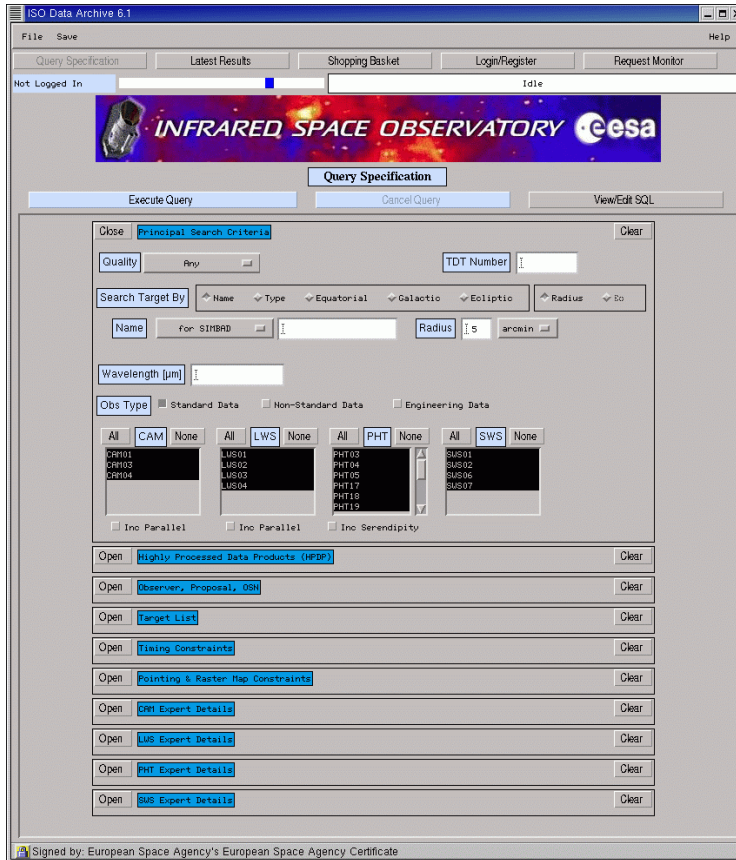 ISO Data Archive 6.1
File Save Help
Query Specification Latest Results Shopping Basket Login/Register Request Monitor
Not Logged In Idle
INFRARED SPACE OBSERVATORY esa
Query Specification
Execute Query Cancel Query View/Edit SQL
Close Principal Search Criteria Clear
Quality Any TDT Number
Search Target By Name Type Equatorial Galactic Ecliptic Radius Box
Name for SIMBAD Radius 5 arcmin
Wavelength [µm]
Obs Type Standard Data Non-Standard Data Engineering Data
All CAM None All LWS None All PHT None All SWS None
CAM01 LWS01 PHT03 SWS01
CAM03 LWS02 PHT04 SWS02
CAM04 LWS03 PHT05 SWS06
LWS04 PHT17 SWS07
PHT18
PHT19
Inc Parallel Inc Parallel Inc Serendipity
Open Highly Processed Data Products (HPDP) Clear
Open Observer, Proposal, OSN Clear
Open Target List Clear
Open Timing Constraints Clear
Open Pointing & Raster Map Constraints Clear
Open CAM Expert Details Clear
Open LWS Expert Details Clear
Open PHT Expert Details Clear
Open SWS Expert Details Clear
Signed by: European Space Agency's European Space Agency Certificate